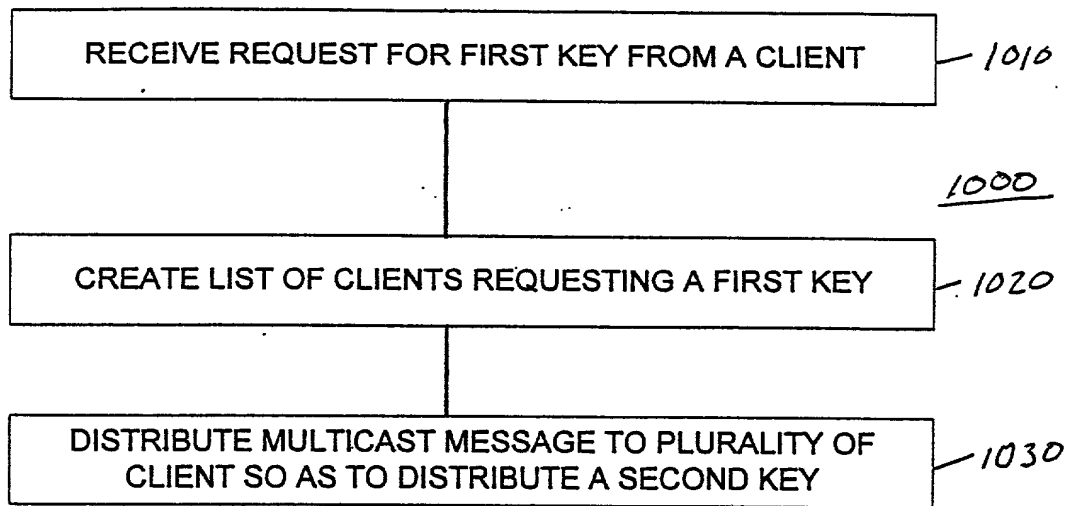 RECEIVE REQUEST FOR FIRST KEY FROM A CLIENT
1010
1000
CREATE LIST OF CLIENTS REQUESTING A FIRST KEY
1020
DISTRIBUTE MULTICAST MESSAGE TO PLURALITY OF
CLIENT SO AS TO DISTRIBUTE A SECOND KEY
1030